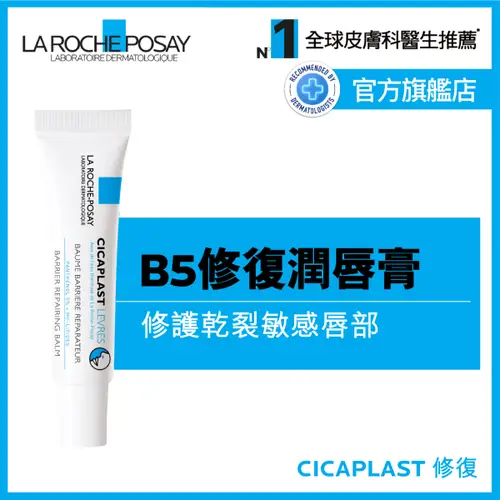 LA ROCHE POSAY
LABORATOIRE DERMATOLOGIQUE
Nº1 全球皮膚科醫生推薦*
RECOMMENDED BY DERMATOLOGISTS
官方旗艦店
LA ROCHE-POSAY
LABORATOIRE DERMATOLOGIQUE
CICAPLAST LEVRES
BAUME BARRIERE REPARATEUR
BARRIER REPAIRING BALM
B5修復潤唇膏
修護乾裂敏感唇部
CICAPLAST 修復